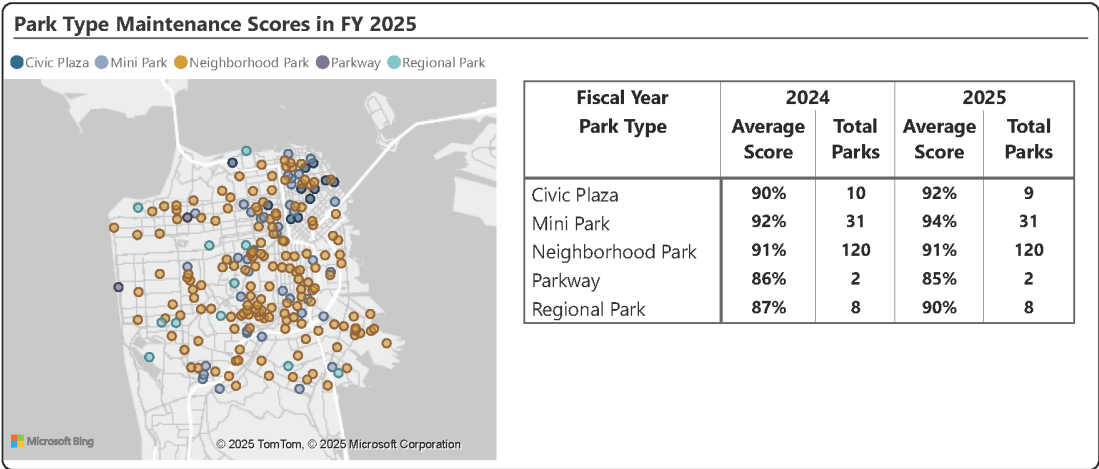 Park Type Maintenance Scores in FY 2025
Civic Plaza Mini Park Neighborhood Park Parkway Regional Park
Fiscal Year 2024 2025
Park Type Average Score Total Parks Average Score Total Parks
Civic Plaza 90% 10 92% 9
Mini Park 92% 31 94% 31
Neighborhood Park 91% 120 91% 120
Parkway 86% 2 85% 2
Regional Park 87% 8 90% 8
Microsoft Bing
© 2025 TomTom, © 2025 Microsoft Corporation